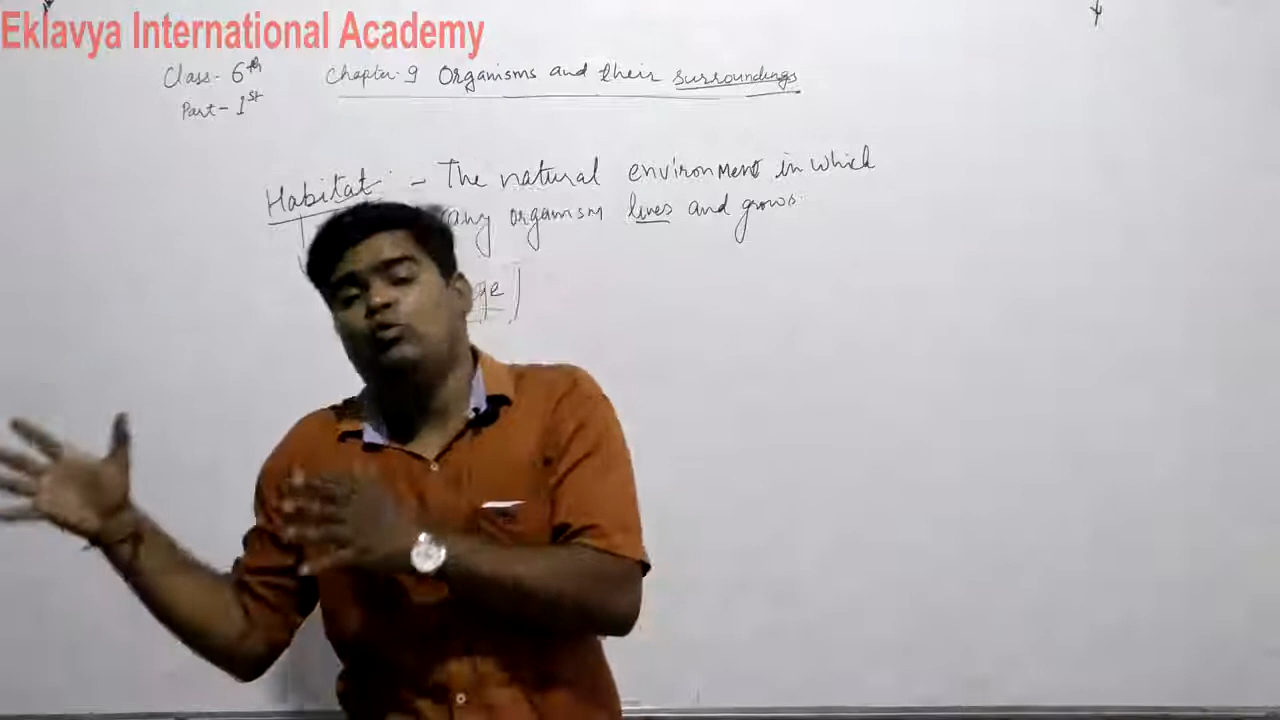 Eklavya International Academy
Class- 6th Chapter-9 Organisms and their surroundings
Part- 1st
Habitat - The natural environment in which
any organism lives and grows.